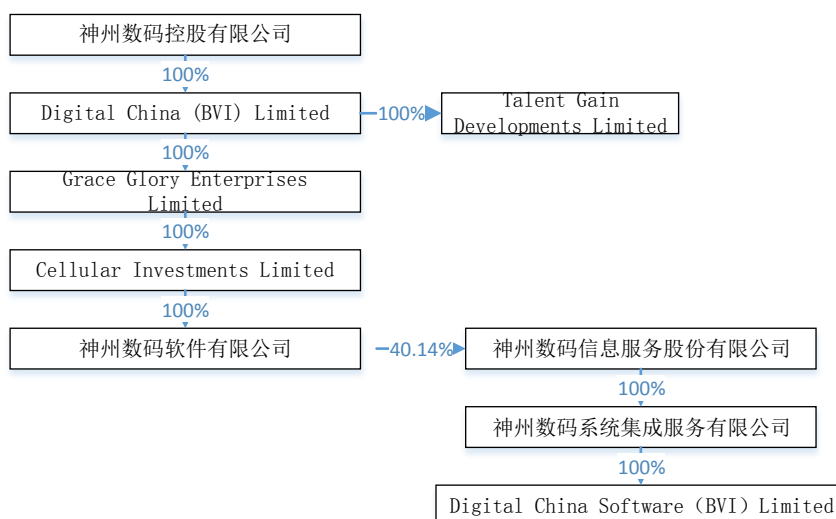 神州数码控股有限公司
100%
Digital China (BVI) Limited
100%
Talent Gain
Developments Limited
100%
Grace Glory Enterprises
Limited
100%
Cellular Investments Limited
100%
神州数码软件有限公司
40.14%
神州数码信息服务股份有限公司
100%
神州数码系统集成服务有限公司
100%
Digital China Software（BVI）Limited